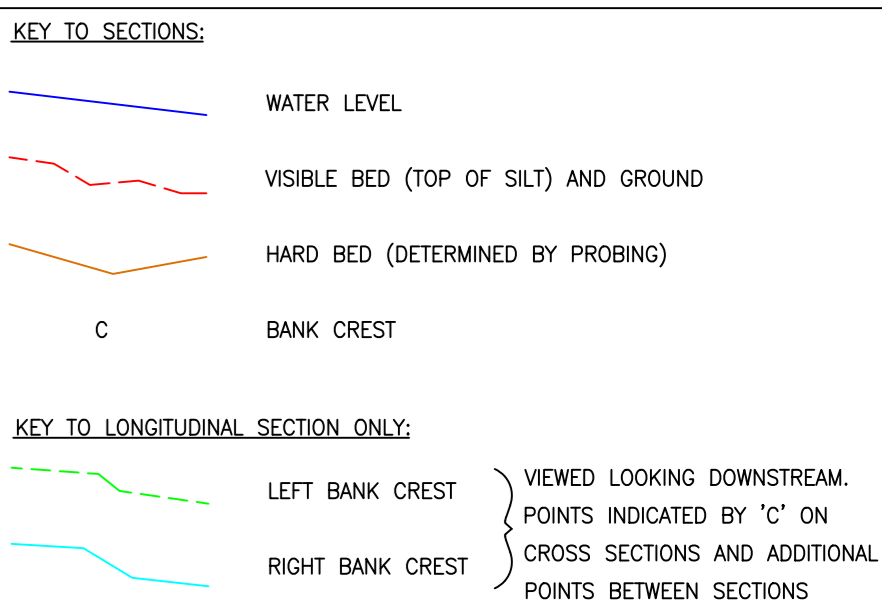 KEY TO SECTIONS:
WATER LEVEL
VISIBLE BED (TOP OF SILT) AND GROUND
HARD BED (DETERMINED BY PROBING)
C BANK CREST
KEY TO LONGITUDINAL SECTION ONLY:
LEFT BANK CREST
RIGHT BANK CREST
VIEWED LOOKING DOWNSTREAM.
POINTS INDICATED BY 'C' ON
CROSS SECTIONS AND ADDITIONAL
POINTS BETWEEN SECTIONS